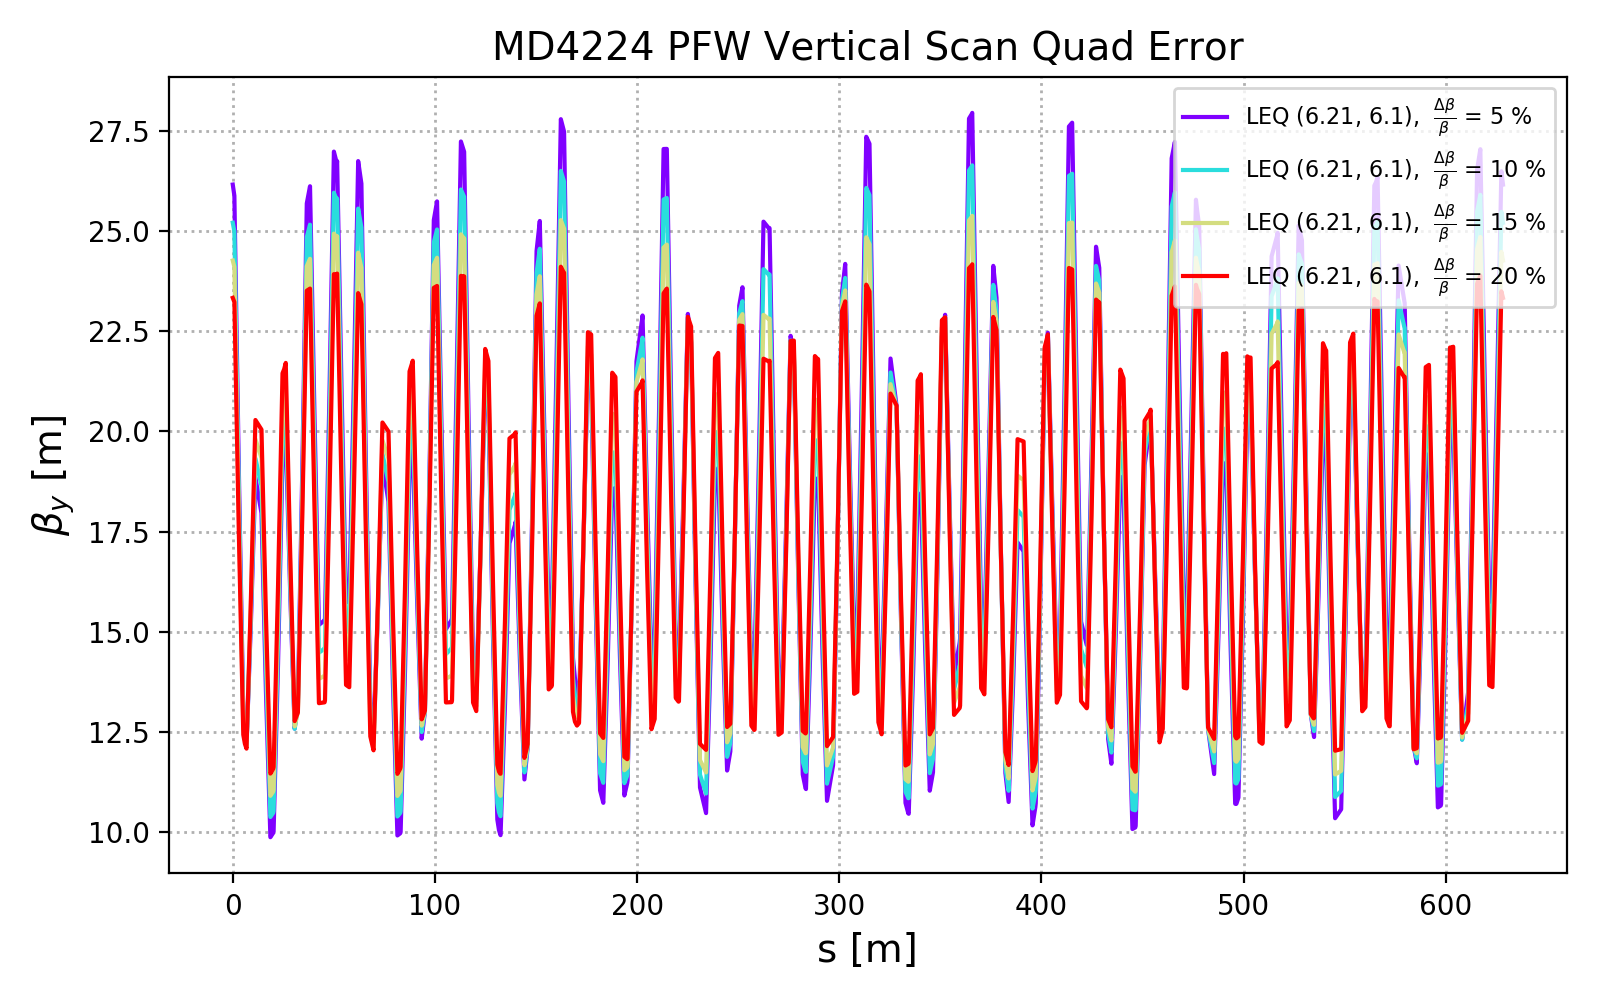 MD4224 PFW Vertical Scan Quad Error
LEQ (6.21, 6.1), Δβ/β = 5 %
LEQ (6.21, 6.1), Δβ/β = 10 %
LEQ (6.21, 6.1), Δβ/β = 15 %
LEQ (6.21, 6.1), Δβ/β = 20 %
βy [m]
27.5
25.0
22.5
20.0
17.5
15.0
12.5
10.0
0 100 200 300 400 500 600
s [m]